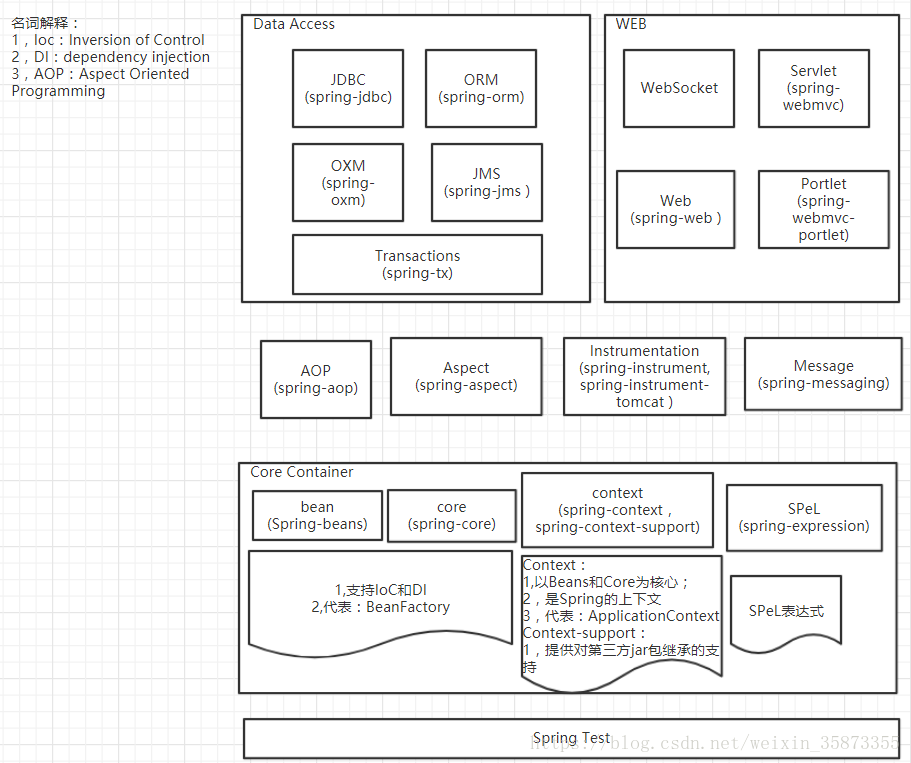 名词解释：
1，Ioc：Inversion of Control
2，DI：dependency injection
3，AOP：Aspect Oriented
Programming
Data Access
JDBC
(spring-jdbc)
ORM
(spring-orm)
OXM
(spring-
oxm)
JMS
(spring-jms )
Transactions
(spring-tx)
WEB
WebSocket
Servlet
(spring-
webmvc)
Web
(spring-web )
Portlet
(spring-
webmvc-
portlet)
AOP
(spring-aop)
Aspect
(spring-aspect)
Instrumentation
(spring-instrument,
spring-instrument-
tomcat )
Message
(spring-messaging)
Core Container
bean
(Spring-beans)
core
(spring-core)
context
(spring-context，
spring-context-support)
SPeL
(spring-expression)
1,支持IoC和DI
2,代表：BeanFactory
Context：
1,以Beans和Core为核心；
2，是Spring的上下文
3，代表：ApplicationContext
Context-support：
1，提供对第三方jar包继承的支
持
SPeL表达式
Spring Test
https://blog.csdn.net/weixin_35873355